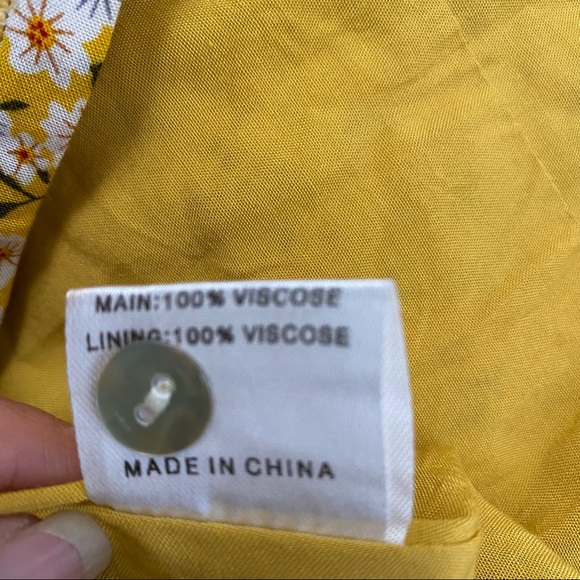 MAIN:100% VISCOSE
LINING:100% VISCOSE
MADE IN CHINA